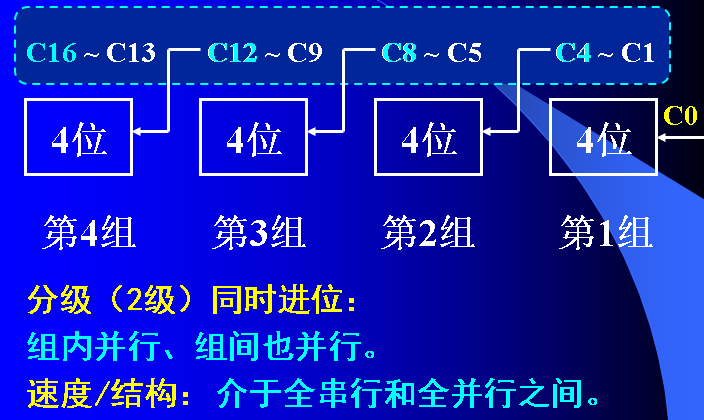 C16 ~ C13 C12 ~ C9 C8 ~ C5 C4 ~ C1
C0
4位 4位 4位 4位
第4组 第3组 第2组 第1组
分级（2级）同时进位：
组内并行、组间也并行。
速度/结构： 介于全串行和全并行之间。